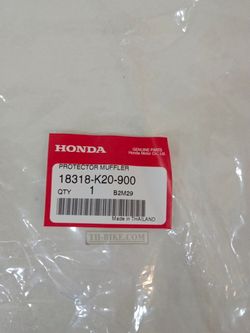 HONDA
GENUINE PARTS
Honda Motor Co., Ltd.
PROTECTOR MUFFLER
18318-K20-900
QTY 1 B2M29
Made in THAILAND
TH-BIKE.COM